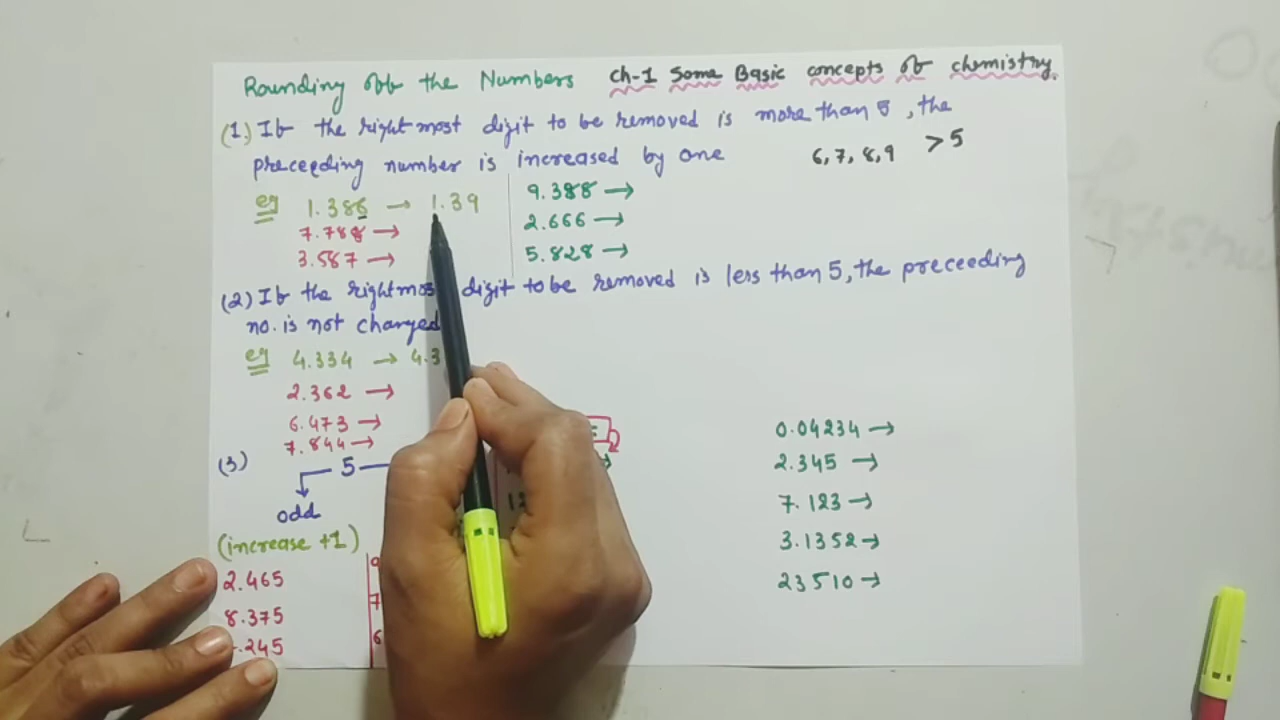 Rounding off the Numbers Ch-1 Some Basic concepts of chemistry.
(1.) If the right most digit to be removed is more than 5, the
preceeding number is increased by one 6,7,8,9 >5
eg 1.386 → 1.39
7.788 →
3.587 →
9.388 →
2.666 →
5.828 →
(2) If the rightmos digit to be removed is less than 5, the preceeding
no. is not changed
eg 4.334 → 4.3
2.362 →
6.473 →
7.844 →
(3) 5
odd
(increase +1)
2.465
8.375
.245
0.04234 →
2.345 →
7.123 →
3.1352 →
23510 →